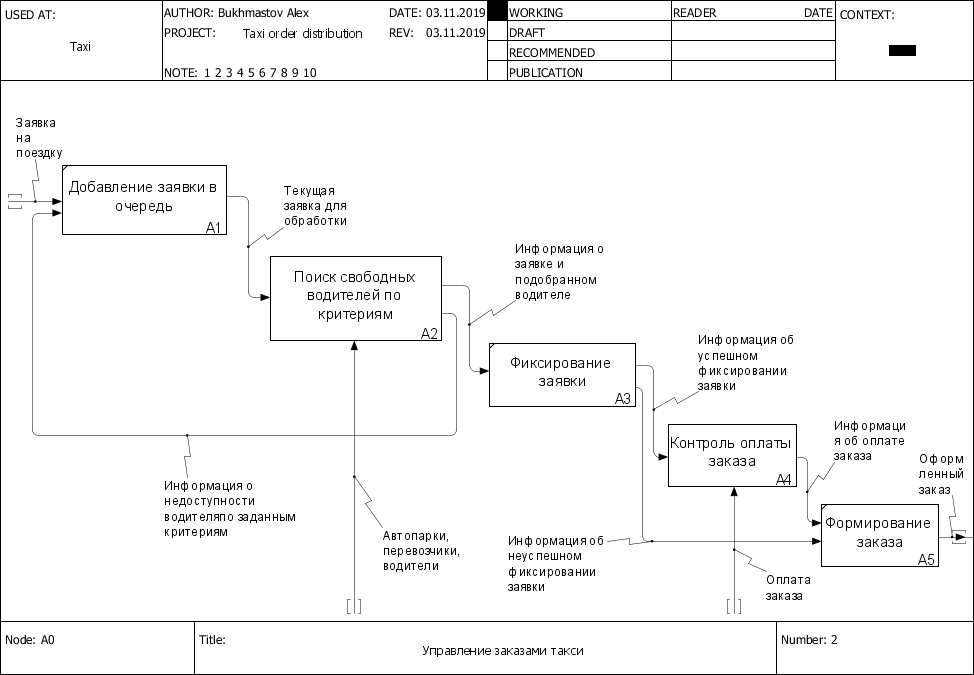 USED AT:
Taxi
AUTHOR: Bukhmastov Alex
DATE: 03.11.2019
PROJECT: Taxi order distribution
REV: 03.11.2019
NOTE: 1 2 3 4 5 6 7 8 9 10
WORKING
DRAFT
RECOMMENDED
PUBLICATION
READER
DATE
CONTEXT:
Заявка
на
поездку
Добавление заявки в
очередь
A1
Текущая
заявка для
обработки
Поиск свободных
водителей по
критериям
A2
Информация о
заявке и
подобранном
водителе
Фиксирование
заявки
A3
Информация об
успешном
фиксировании
заявки
Контроль оплаты
заказа
A4
Информаци
я об оплате
заказа
Оформ
ленный
заказ
Формирование
заказа
A5
Информация о
недоступности
водителяпо заданным
критериям
Автопарки,
перевозчики,
водители
Информация об
неуспешном
фиксировании
заявки
Оплата
заказа
Node: A0
Title:
Управление заказами такси
Number: 2